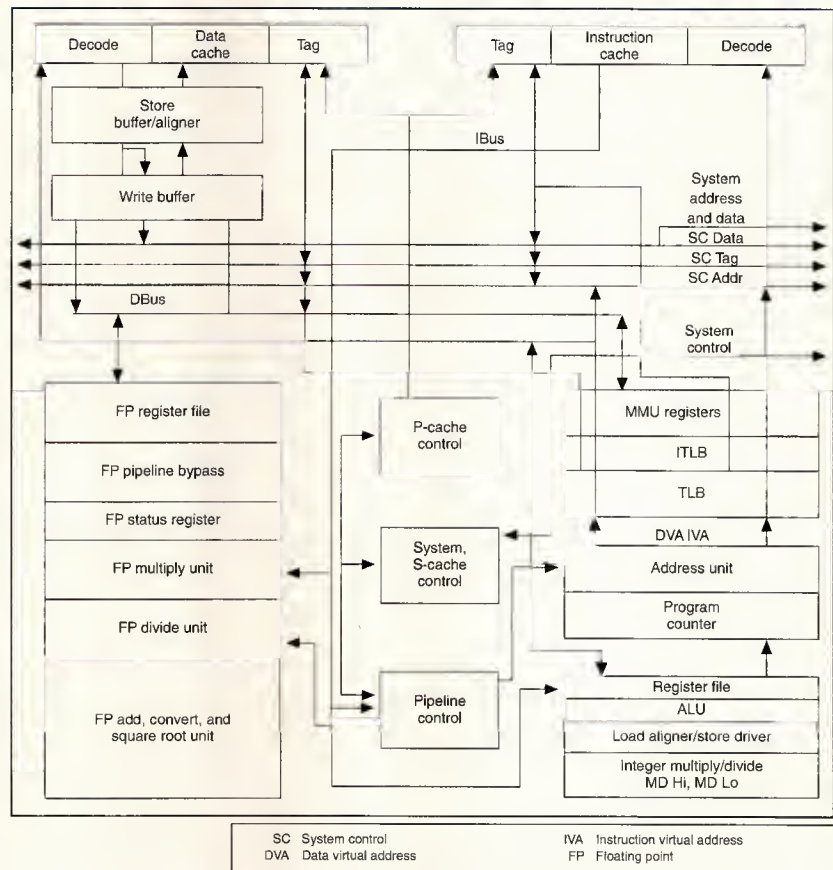 Decode
Data
cache
Tag
Tag
Instruction
cache
Decode
Store
buffer/aligner
IBus
Write buffer
System
address
and data
SC Data
SC Tag
SC Addr
DBus
System
control
FP register file
FP pipeline bypass
FP status register
FP multiply unit
FP divide unit
FP add, convert, and
square root unit
P-cache
control
System,
S-cache
control
Pipeline
control
MMU registers
ITLB
TLB
DVA IVA
Address unit
Program
counter
Register file
ALU
Load aligner/store driver
Integer multiply/divide
MD Hi, MD Lo
SC System control
DVA Data virtual address
IVA Instruction virtual address
FP Floating point